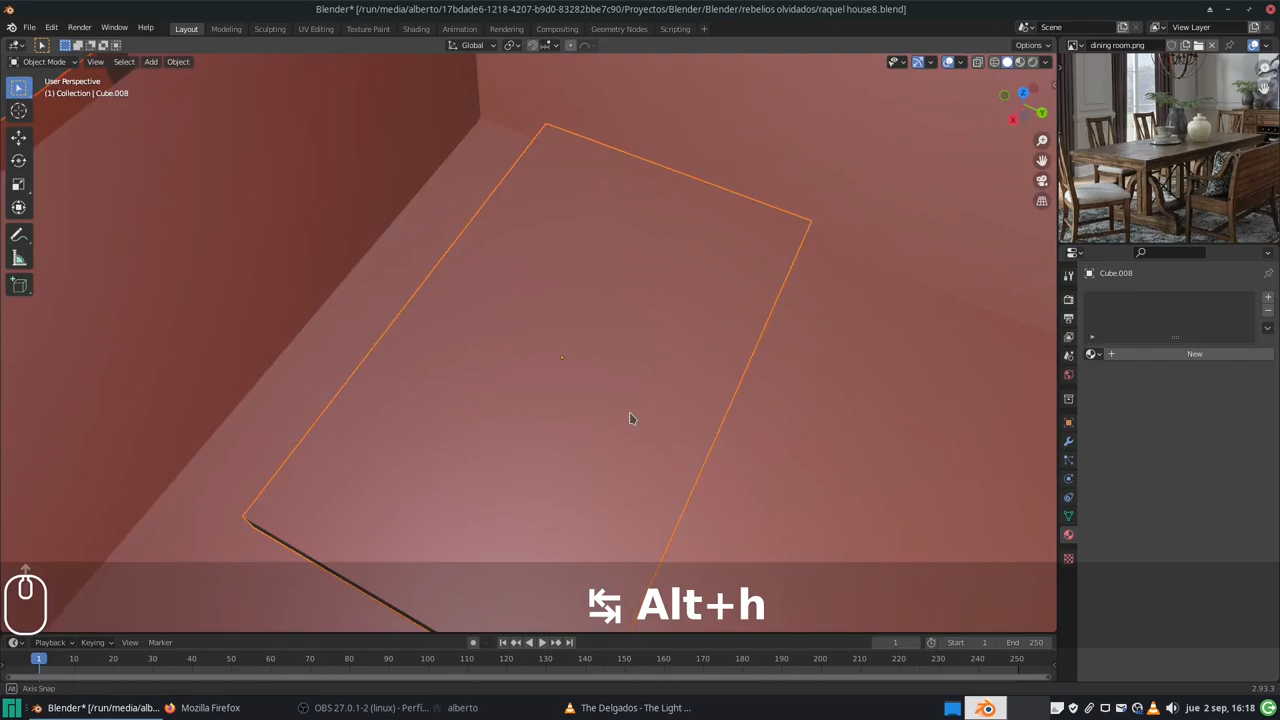 Blender* [/run/media/alberto/17bdade6-1218-4207-b9d0-83282bbe7c90/Proyectos/Blender/Blender/rebelios olvidados/raquel house8.blend]
File Edit Render Window Help Layout Modeling Sculpting UV Editing Texture Paint Shading Animation Rendering Compositing Geometry Nodes Scripting + Scene View Layer
Global Options dining room.png
Object Mode View Select Add Object
User Perspective
(1) Collection | Cube.008
Z
Y
X
Cube.008
New
Alt+h
Playback Keying View Marker 1 Start 1 End 250
1 10 20 30 40 50 60 70 80 90 100 110 120 130 140 150 160 170 180 190 200 210 220 230 240 250
Alt Axis Snap 2.93.3
Blender* [/run/media/alb... Mozilla Firefox OBS 27.0.1-2 (linux) - Perfí... alberto The Delgados - The Light ... jue 2 sep, 16:18